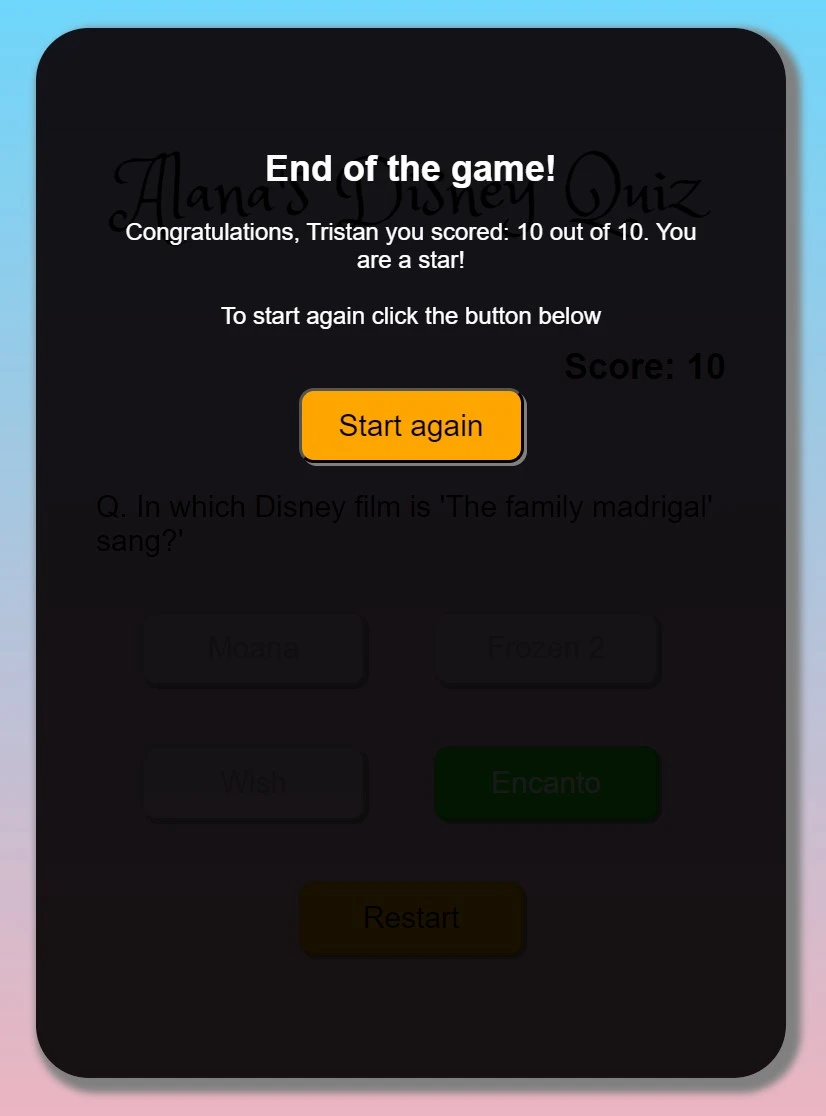 Alana's Disney Quiz
End of the game!
Congratulations, Tristan you scored: 10 out of 10. You
are a star!
To start again click the button below
Score: 10
Start again
Q. In which Disney film is 'The family madrigal'
sang?'
Moana
Frozen 2
Wish
Encanto
Restart